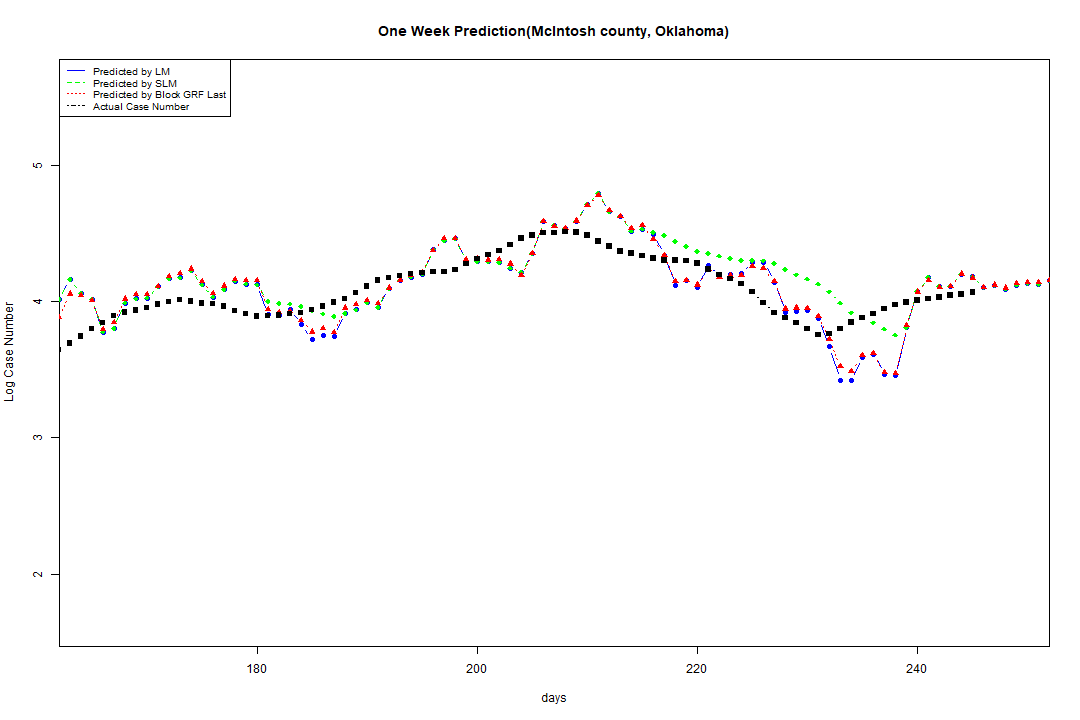 One Week Prediction(McIntosh county, Oklahoma)
Predicted by LM
Predicted by SLM
Predicted by Block GRF Last
Actual Case Number
5
4
3
2
Log Case Number
180 200 220 240
days